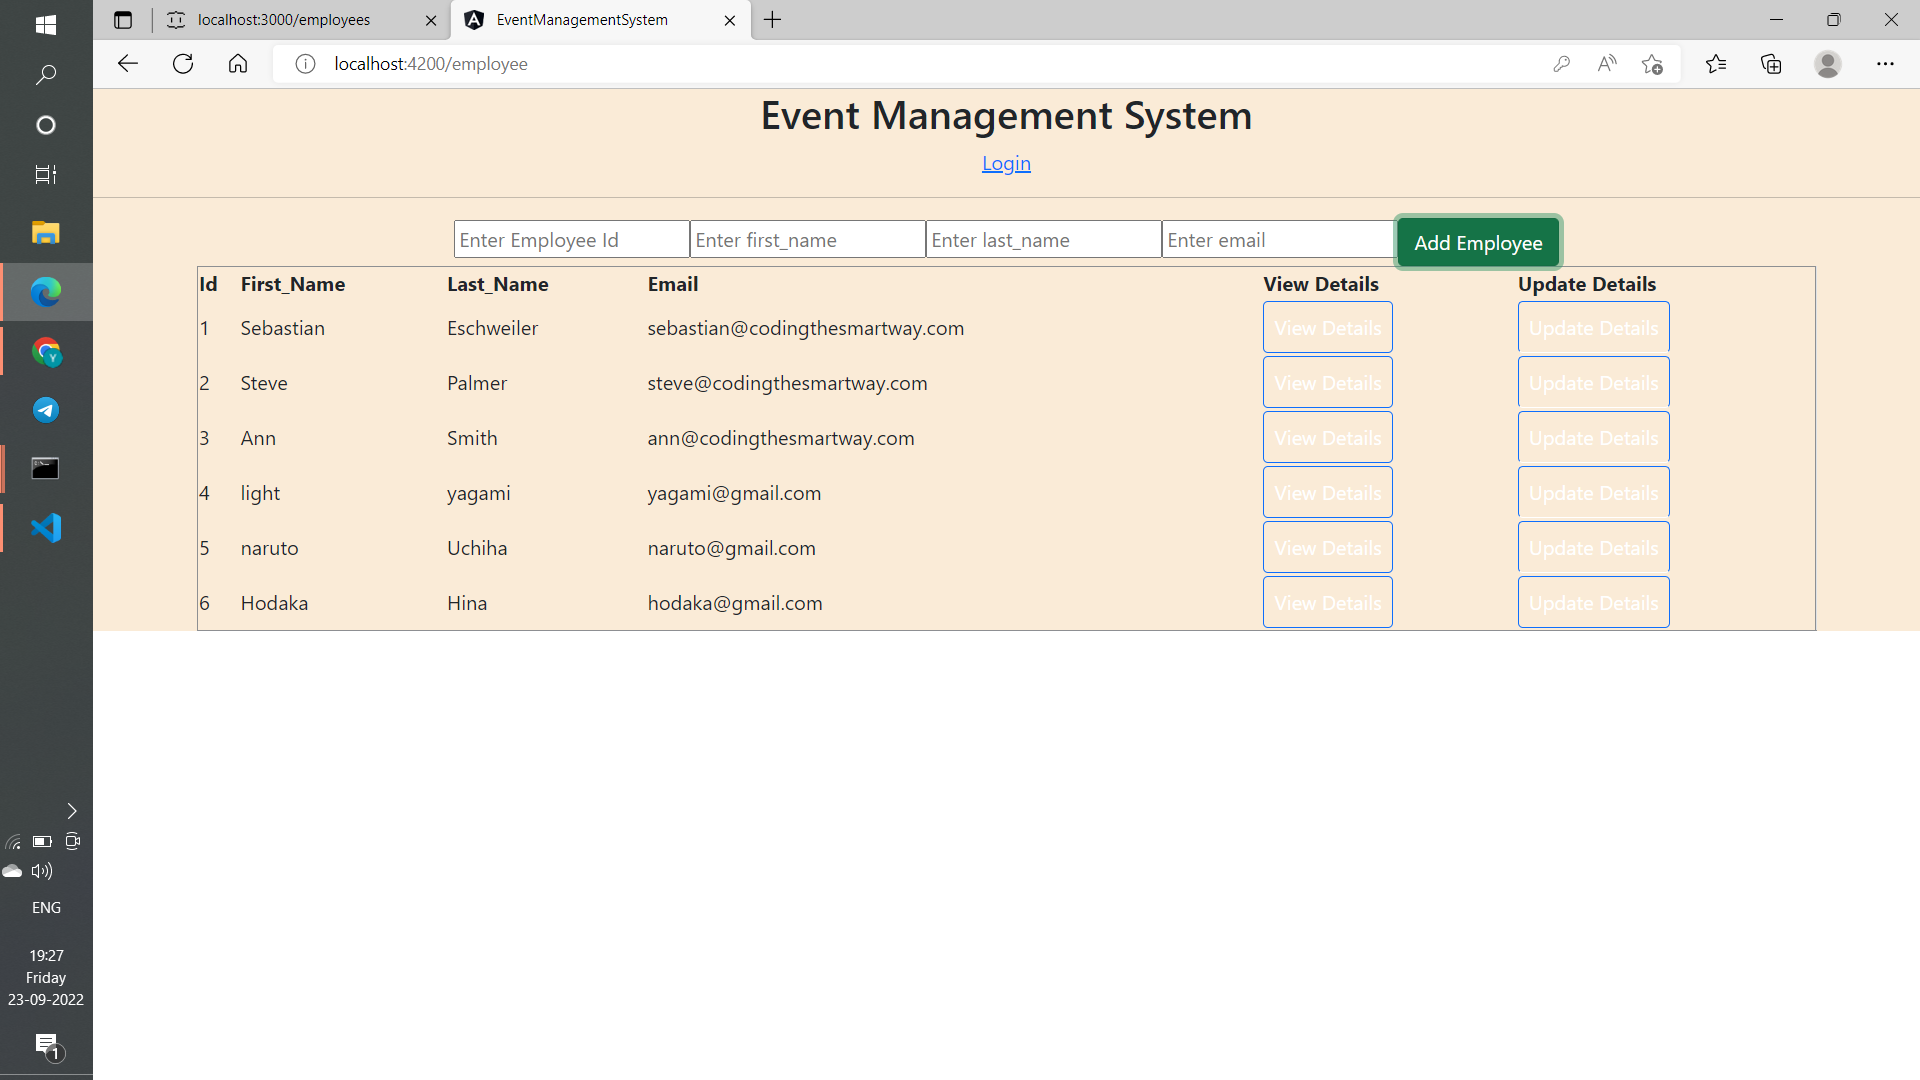 localhost:3000/employees
EventManagementSystem
localhost:4200/employee
Event Management System
Login
Enter Employee Id Enter first_name Enter last_name Enter email Add Employee
Id First_Name Last_Name Email View Details Update Details
1 Sebastian Eschweiler sebastian@codingthesmartway.com View Details Update Details
2 Steve Palmer steve@codingthesmartway.com View Details Update Details
3 Ann Smith ann@codingthesmartway.com View Details Update Details
4 light yagami yagami@gmail.com View Details Update Details
5 naruto Uchiha naruto@gmail.com View Details Update Details
6 Hodaka Hina hodaka@gmail.com View Details Update Details
Y
ENG
19:27
Friday
23-09-2022
1